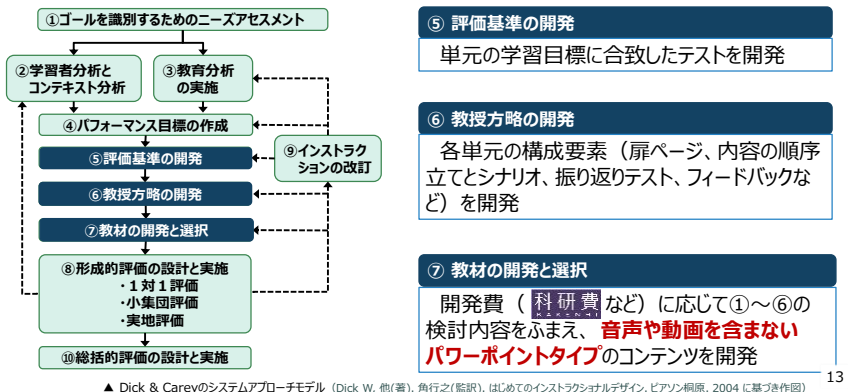 ①ゴールを識別するためのニーズアセスメント
②学習者分析と
コンテキスト分析
③教育分析
の実施
④パフォーマンス目標の作成
⑤評価基準の開発
⑥教授方略の開発
⑦教材の開発と選択
⑧形成的評価の設計と実施
・１対１評価
・小集団評価
・実地評価
⑨インストラク
ションの改訂
⑩総括的評価の設計と実施
⑤ 評価基準の開発
単元の学習目標に合致したテストを開発
⑥ 教授方略の開発
各単元の構成要素（扉ページ、内容の順序
立てとシナリオ、振り返りテスト、フィードバックな
ど）を開発
⑦ 教材の開発と選択
開発費（ 科研費 KAKENHI など）に応じて①～⑥の
検討内容をふまえ、音声や動画を含まない
パワーポイントタイプのコンテンツを開発
13
▲ Dick & Careyのシステムアプローチモデル（Dick W, 他(著), 角行之(監訳), はじめてのインストラクショナルデザイン, ピアソン桐原, 2004 に基づき作図）